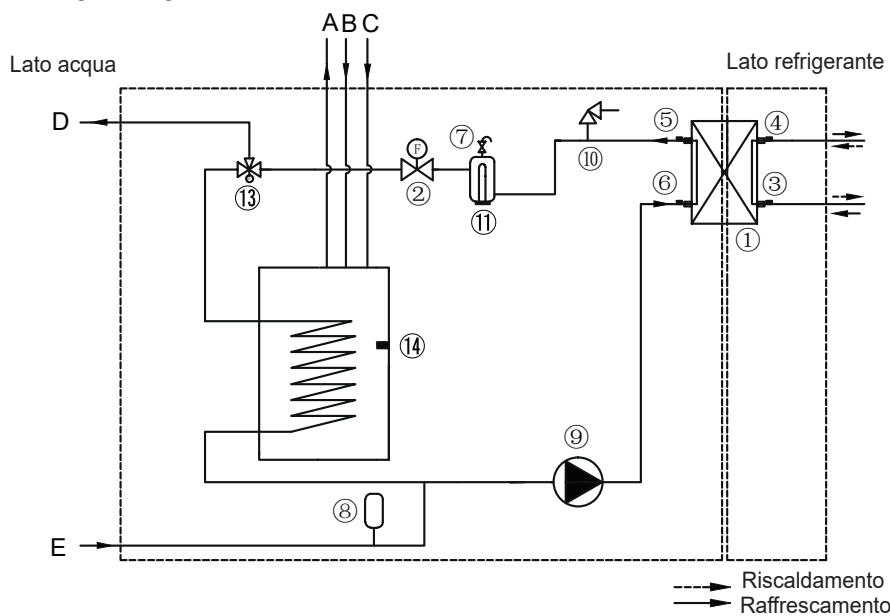 A B C
Lato acqua
Lato refrigerante
D
⑦
⑤
④
F
⑩
⑥
③
⑬
②
⑪
①
⑭
⑨
⑧
E
Riscaldamento
Raffrescamento